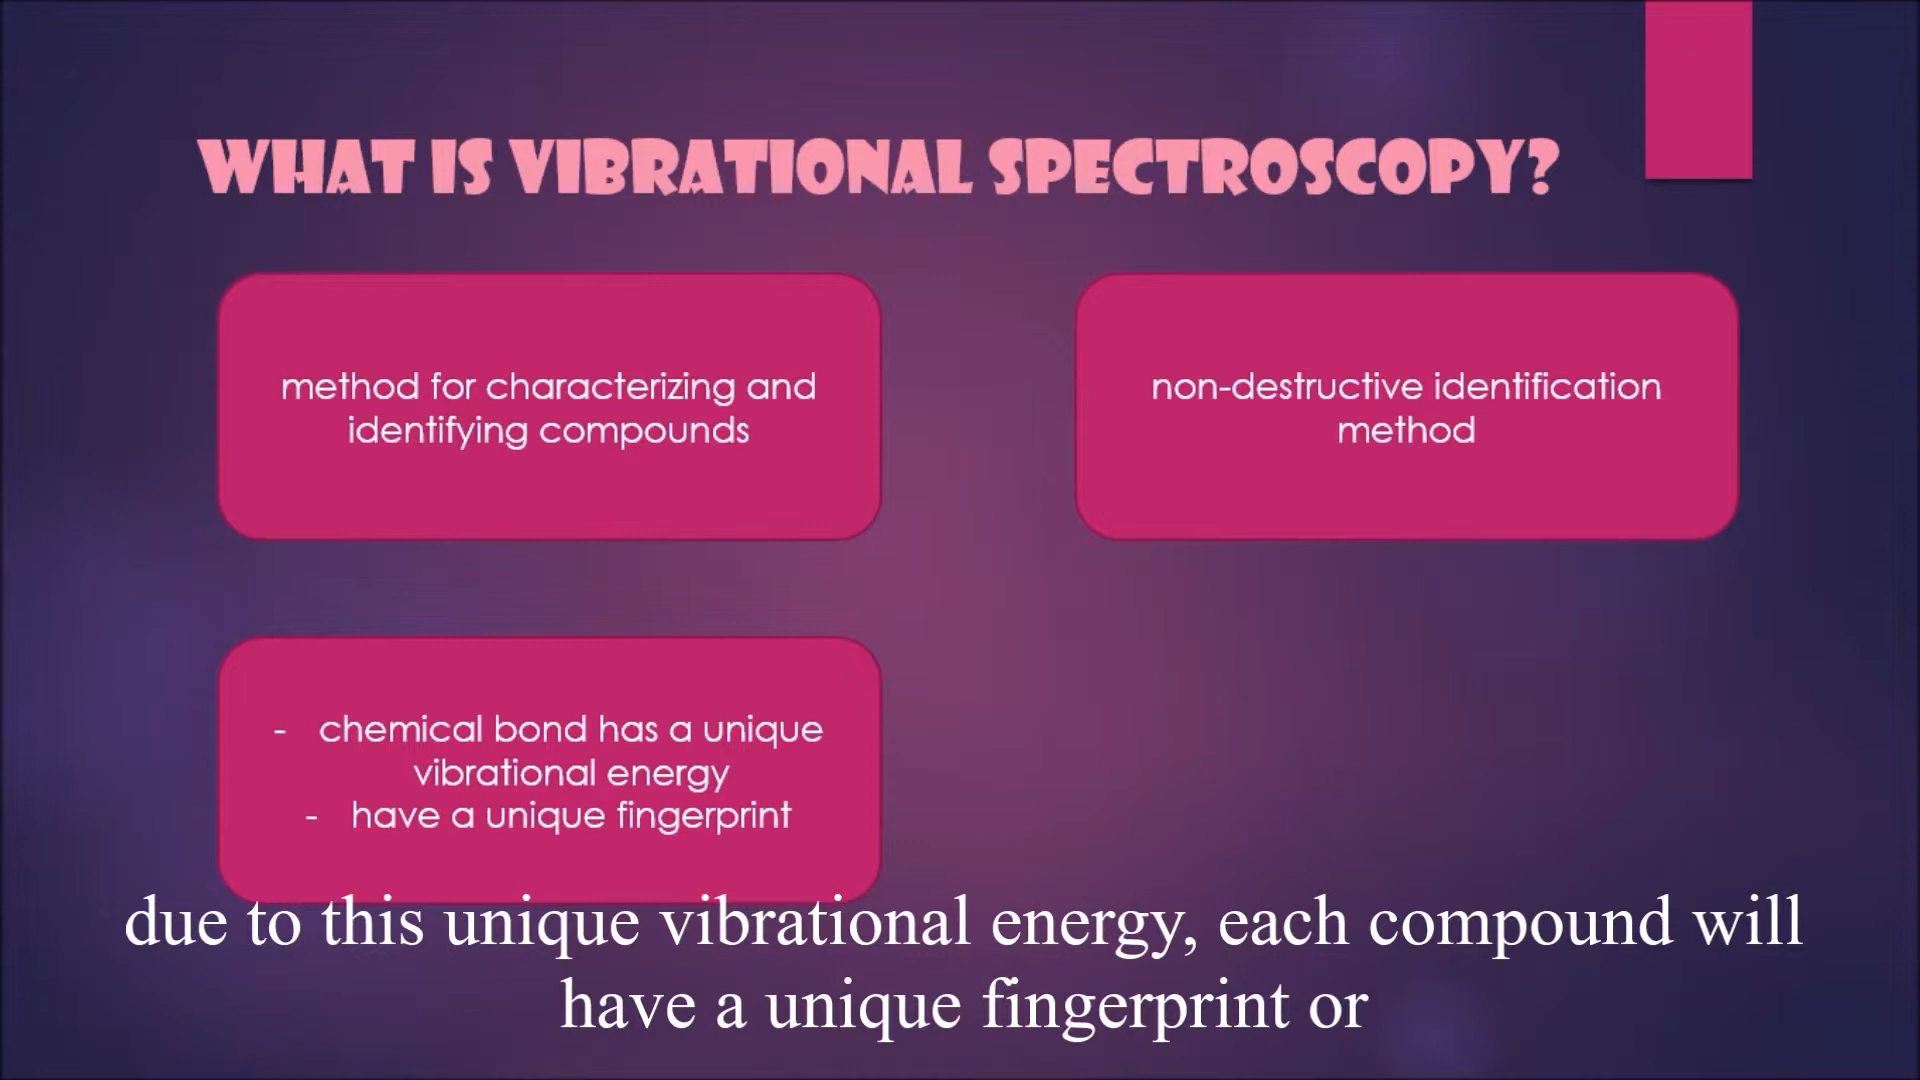 WHAT IS VIBRATIONAL SPECTROSCOPY?
method for characterizing and
identifying compounds
non-destructive identification
method
- chemical bond has a unique
vibrational energy
- have a unique fingerprint
due to this unique vibrational energy, each compound will
have a unique fingerprint or